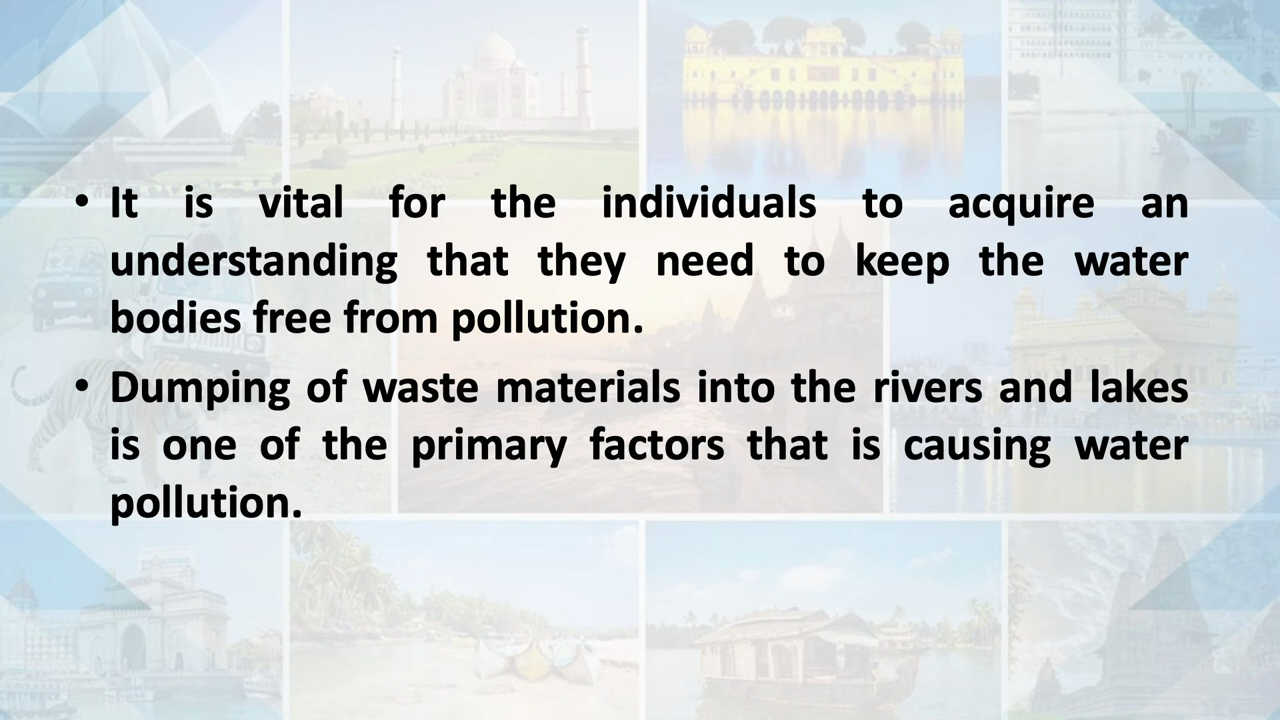 • It is vital for the individuals to acquire an
understanding that they need to keep the water
bodies free from pollution.
• Dumping of waste materials into the rivers and lakes
is one of the primary factors that is causing water
pollution.